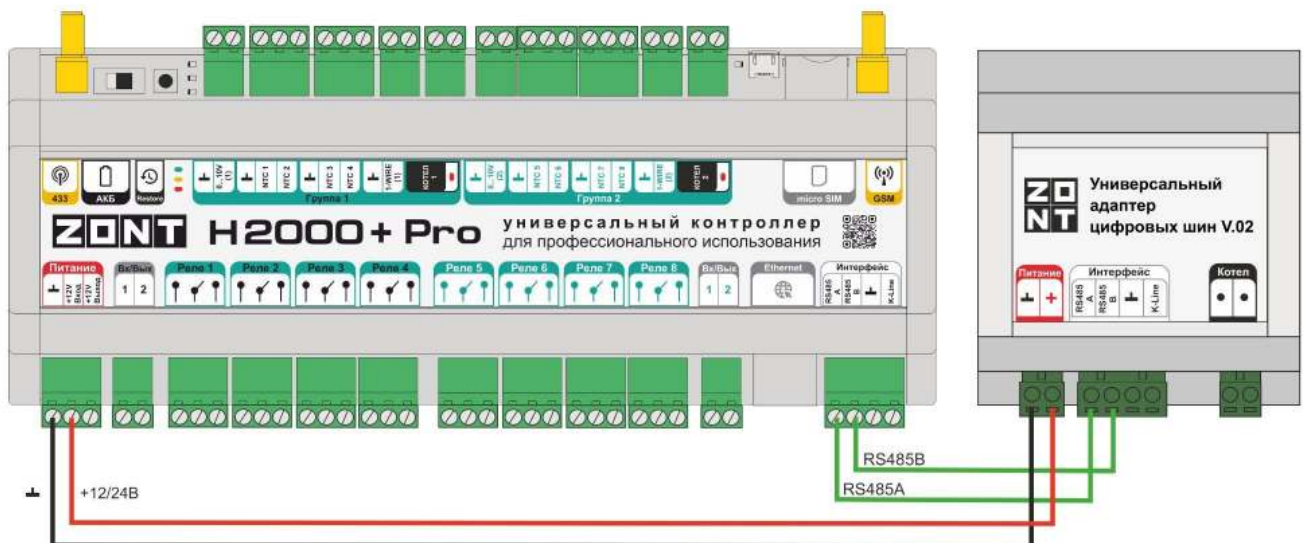 433
АКБ
Restore
0...10V (1)
NTC 1
NTC 2
NTC 3
NTC 4
1-WIRE (1)
КОТЕЛ 1
0...10V (2)
NTC 5
NTC 6
NTC 7
NTC 8
1-WIRE (2)
КОТЕЛ 2
micro SIM
GSM
Группа 1
Группа 2
ZONT H2000+ Pro
универсальный контроллер
для профессионального использования
Питание
+12V Вход
+12V Выход
Вх/Вых
1 2
Реле 1
Реле 2
Реле 3
Реле 4
Реле 5
Реле 6
Реле 7
Реле 8
Вх/Вых
1 2
Ethernet
Интерфейс
RS485 A
RS485 B
K-Line
ZONT
Универсальный
адаптер
цифровых шин V.02
Питание
+
Интерфейс
RS485 A
RS485 B
K-Line
Котел
RS485B
RS485A
+12/24В